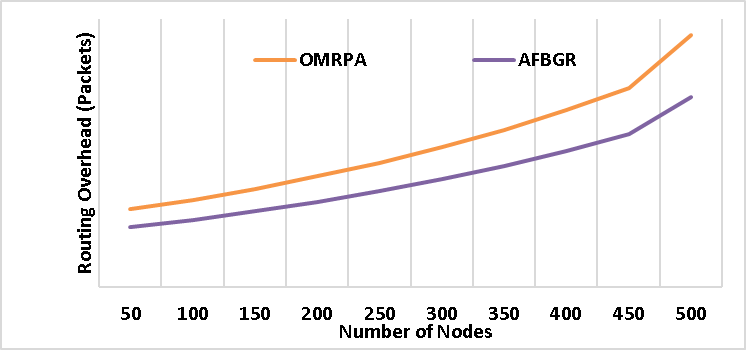 Routing Overhead (Packets)
OMRPA AFBGR
50 100 150 200 250 300 350 400 450 500
Number of Nodes